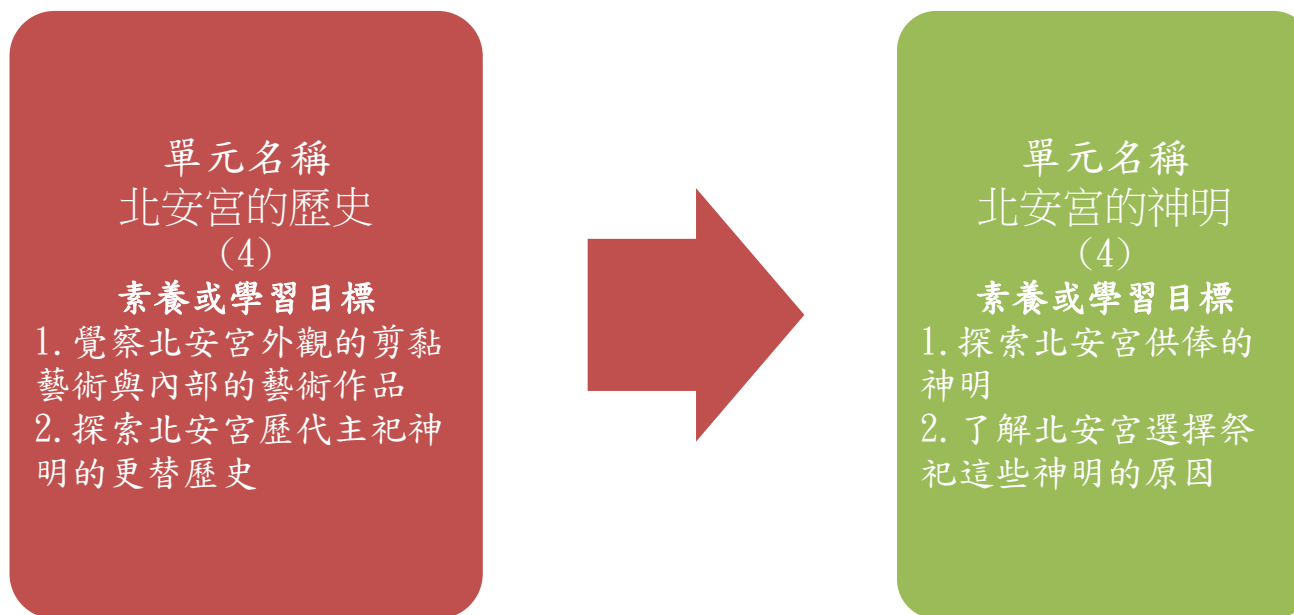 單元名稱
北安宮的歷史
(4)
素養或學習目標
1.覺察北安宮外觀的剪黏
藝術與內部的藝術作品
2.探索北安宮歷代主祀神
明的更替歷史
單元名稱
北安宮的神明
(4)
素養或學習目標
1.探索北安宮供俸的
神明
2.了解北安宮選擇祭
祀這些神明的原因